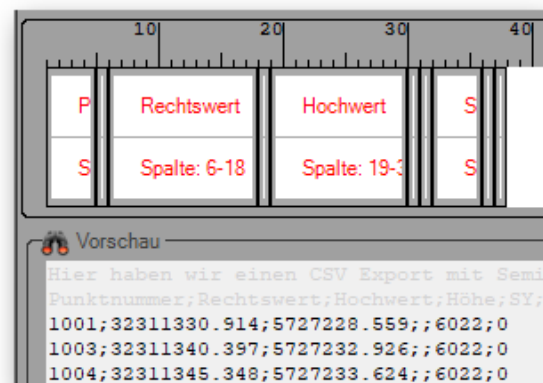 10 20 30 40
P Rechtswert Hochwert S
S Spalte: 6-18 Spalte: 19-3 S
Vorschau
Hier haben wir einen CSV Export mit Semi
Punktnummer;Rechtswert;Hochwert;Höhe;SY;
1001;32311330.914;5727228.559;;6022;0
1003;32311340.397;5727232.926;;6022;0
1004;32311345.348;5727233.624;;6022;0